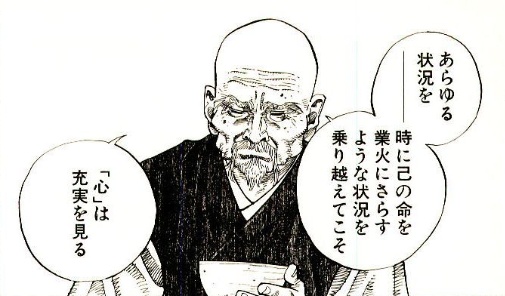 あらゆる
状況を
――
時に己の命を
業火にさらす
ような状況を
乗り越えてこそ
「心」は
充実を見る